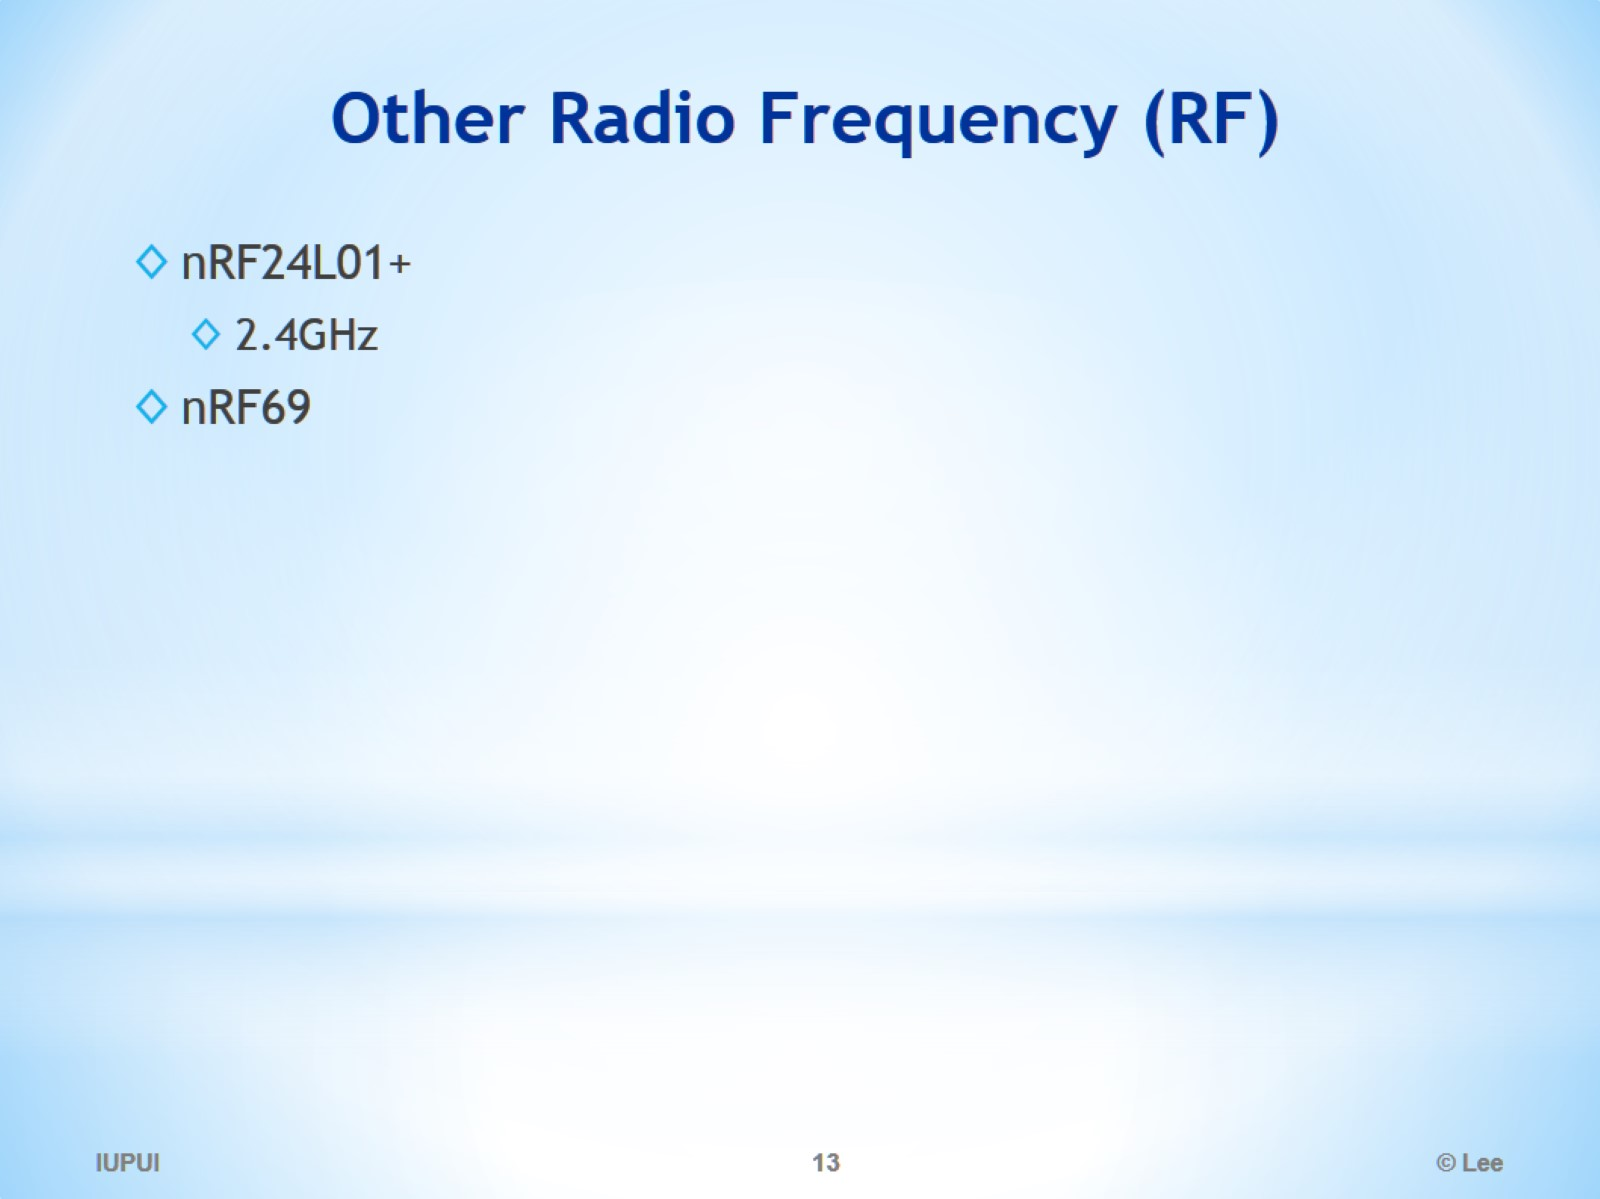 Other Radio Frequency (RF)
◇ nRF24L01+
◇ 2.4GHz
◇ nRF69
IUPUI 13 © Lee